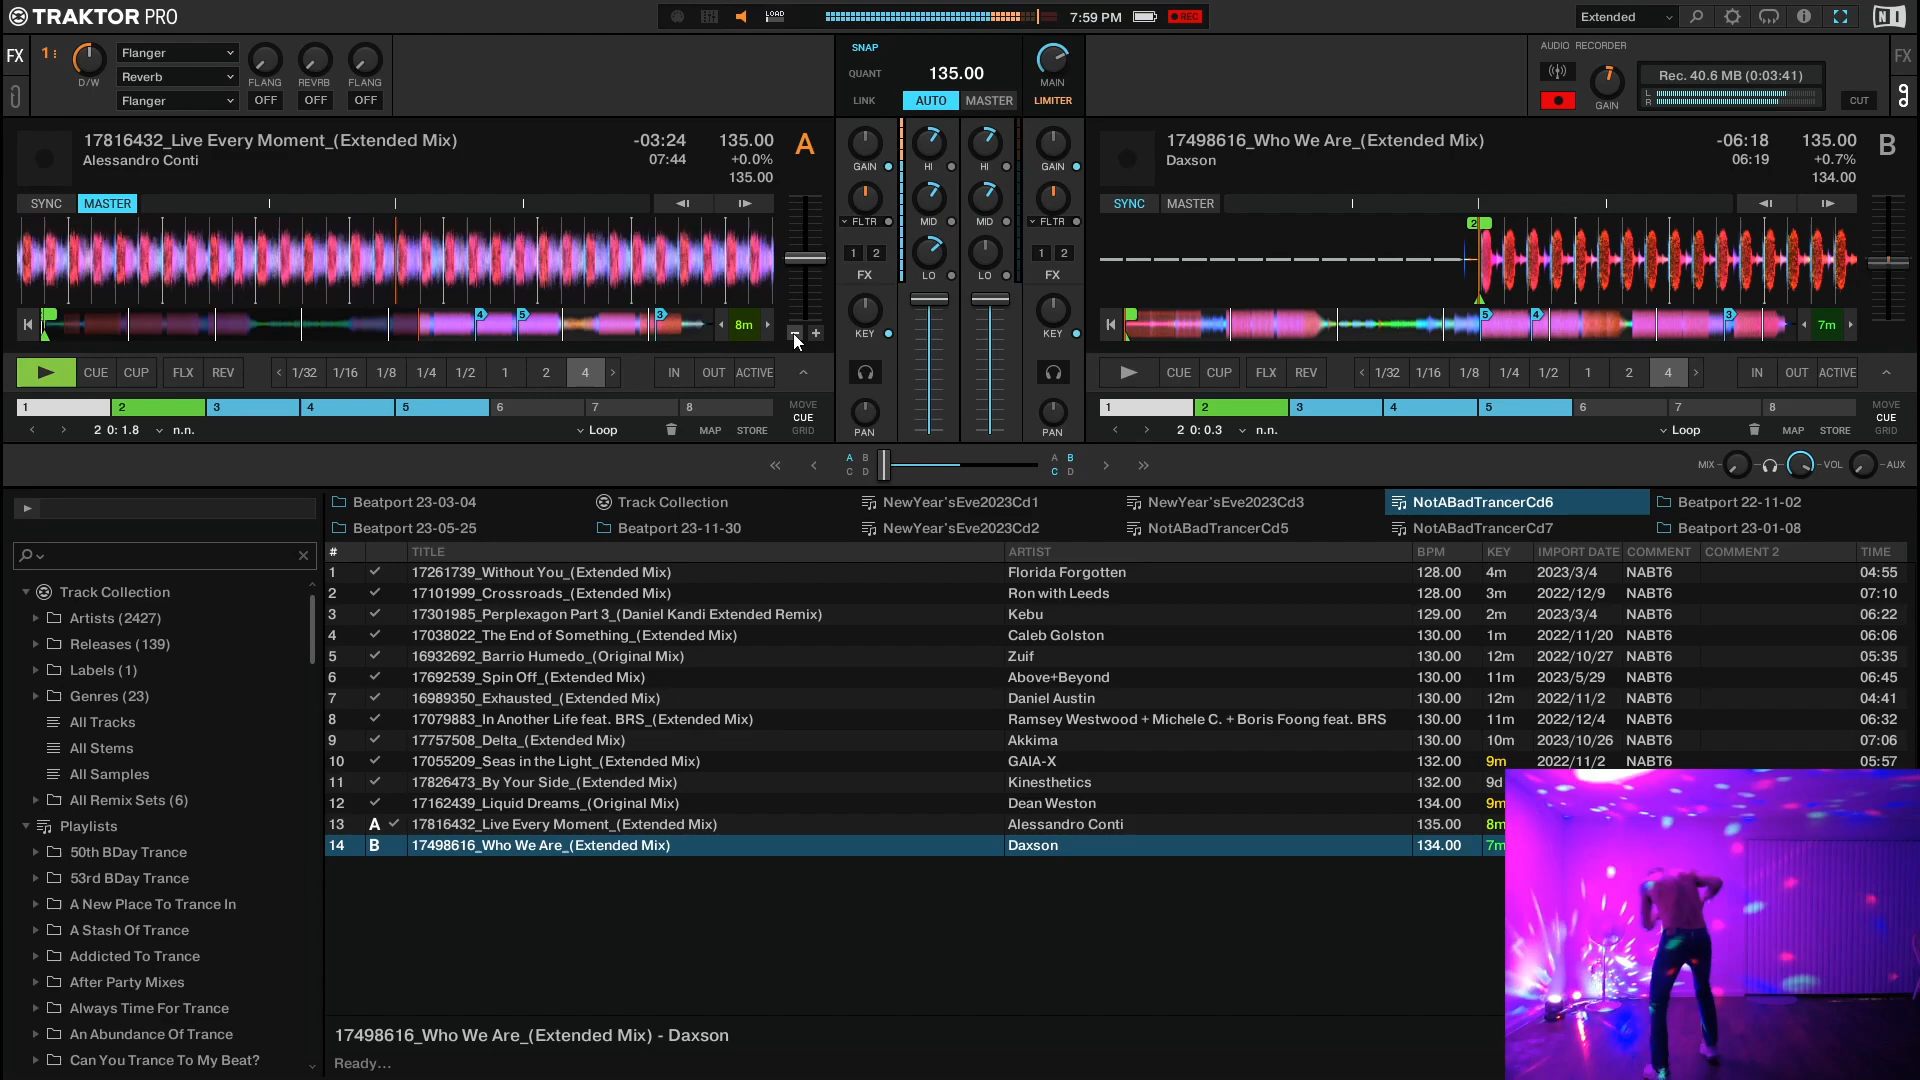 TRAKTOR PRO
LOAD
7:59 PM
REC
Extended
FX
1
D/W
Flanger
Reverb
Flanger
FLANG
REVRB
FLANG
OFF
OFF
OFF
SNAP
QUANT
LINK
135.00
AUTO
MASTER
MAIN
LIMITER
AUDIO RECORDER
GAIN
Rec. 40.6 MB (0:03:41)
L
R
CUT
FX
17816432_Live Every Moment_(Extended Mix)
Alessandro Conti
-03:24
07:44
135.00
+0.0%
135.00
A
SYNC
MASTER
4
5
3
8m
CUE
CUP
FLX
REV
1/32
1/16
1/8
1/4
1/2
1
2
4
IN
OUT
ACTIVE
1
2
3
4
5
6
7
8
MOVE
CUE
GRID
2 0: 1.8
n.n.
Loop
MAP
STORE
GAIN
HI
HI
GAIN
FLTR
MID
MID
FLTR
1 2
1 2
FX
LO
LO
FX
KEY
KEY
PAN
PAN
17498616_Who We Are_(Extended Mix)
Daxson
-06:18
06:19
135.00
+0.7%
134.00
B
SYNC
MASTER
2
5
4
3
7m
CUE
CUP
FLX
REV
1/32
1/16
1/8
1/4
1/2
1
2
4
IN
OUT
ACTIVE
1
2
3
4
5
6
7
8
MOVE
CUE
GRID
2 0: 0.3
n.n.
Loop
MAP
STORE
A B
C D
A B
C D
MIX
VOL
AUX
Beatport 23-03-04
Track Collection
NewYear'sEve2023Cd1
NewYear'sEve2023Cd3
NotABadTrancerCd6
Beatport 22-11-02
Beatport 23-05-25
Beatport 23-11-30
NewYear'sEve2023Cd2
NotABadTrancerCd5
NotABadTrancerCd7
Beatport 23-01-08
Track Collection
Artists (2427)
Releases (139)
Labels (1)
Genres (23)
All Tracks
All Stems
All Samples
All Remix Sets (6)
Playlists
50th BDay Trance
53rd BDay Trance
A New Place To Trance In
A Stash Of Trance
Addicted To Trance
After Party Mixes
Always Time For Trance
An Abundance Of Trance
Can You Trance To My Beat?
# TITLE ARTIST BPM KEY IMPORT DATE COMMENT COMMENT 2 TIME
1 17261739_Without You_(Extended Mix) Florida Forgotten 128.00 4m 2023/3/4 NABT6 04:55
2 17101999_Crossroads_(Extended Mix) Ron with Leeds 128.00 3m 2022/12/9 NABT6 07:10
3 17301985_Perplexagon Part 3_(Daniel Kandi Extended Remix) Kebu 129.00 2m 2023/3/4 NABT6 06:22
4 17038022_The End of Something_(Extended Mix) Caleb Golston 130.00 1m 2022/11/20 NABT6 06:06
5 16932692_Barrio Humedo_(Original Mix) Zuif 130.00 12m 2022/10/27 NABT6 05:35
6 17692539_Spin Off_(Extended Mix) Above+Beyond 130.00 11m 2023/5/29 NABT6 06:45
7 16989350_Exhausted_(Extended Mix) Daniel Austin 130.00 12m 2022/11/2 NABT6 04:41
8 17079883_In Another Life feat. BRS_(Extended Mix) Ramsey Westwood + Michele C. + Boris Foong feat. BRS 130.00 11m 2022/12/4 NABT6 06:32
9 17757508_Delta_(Extended Mix) Akkima 130.00 10m 2023/10/26 NABT6 07:06
10 17055209_Seas in the Light_(Extended Mix) GAIA-X 132.00 9m 2022/11/2 NABT6 05:57
11 17826473_By Your Side_(Extended Mix) Kinesthetics 132.00 9d
12 17162439_Liquid Dreams_(Original Mix) Dean Weston 134.00 9m
13 A 17816432_Live Every Moment_(Extended Mix) Alessandro Conti 135.00 8m
14 B 17498616_Who We Are_(Extended Mix) Daxson 134.00 7m
17498616_Who We Are_(Extended Mix) - Daxson
Ready...